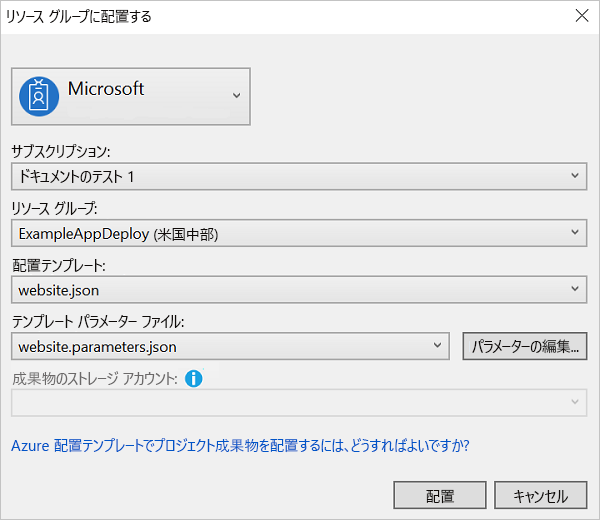 リソース グループに配置する
Microsoft
サブスクリプション:
ドキュメントのテスト 1
リソース グループ:
ExampleAppDeploy (米国中部)
配置テンプレート:
website.json
テンプレート パラメーター ファイル:
website.parameters.json
パラメーターの編集...
成果物のストレージ アカウント:
Azure 配置テンプレートでプロジェクト成果物を配置するには、どうすればよいですか?
配置
キャンセル